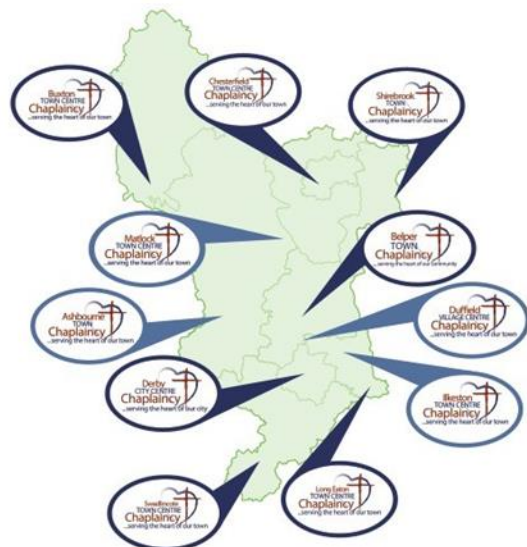 Buxton
TOWN CENTRE
Chaplaincy
...serving the heart of our town
Chesterfield
TOWN CENTRE
Chaplaincy
...serving the heart of our town
Shirebrook
TOWN
Chaplaincy
...serving the heart of our town
Matlock
TOWN CENTRE
Chaplaincy
...serving the heart of our town
Belper
TOWN
Chaplaincy
...serving the heart of our community
Ashbourne
TOWN
Chaplaincy
...serving the heart of our town
Duffield
VILLAGE CENTRE
Chaplaincy
...serving the heart of our town
Derby
CITY CENTRE
Chaplaincy
...serving the heart of our city
Ilkeston
TOWN CENTRE
Chaplaincy
...serving the heart of our town
Swadlincote
TOWN CENTRE
Chaplaincy
...serving the heart of our town
Long Eaton
TOWN CENTRE
Chaplaincy
...serving the heart of our town